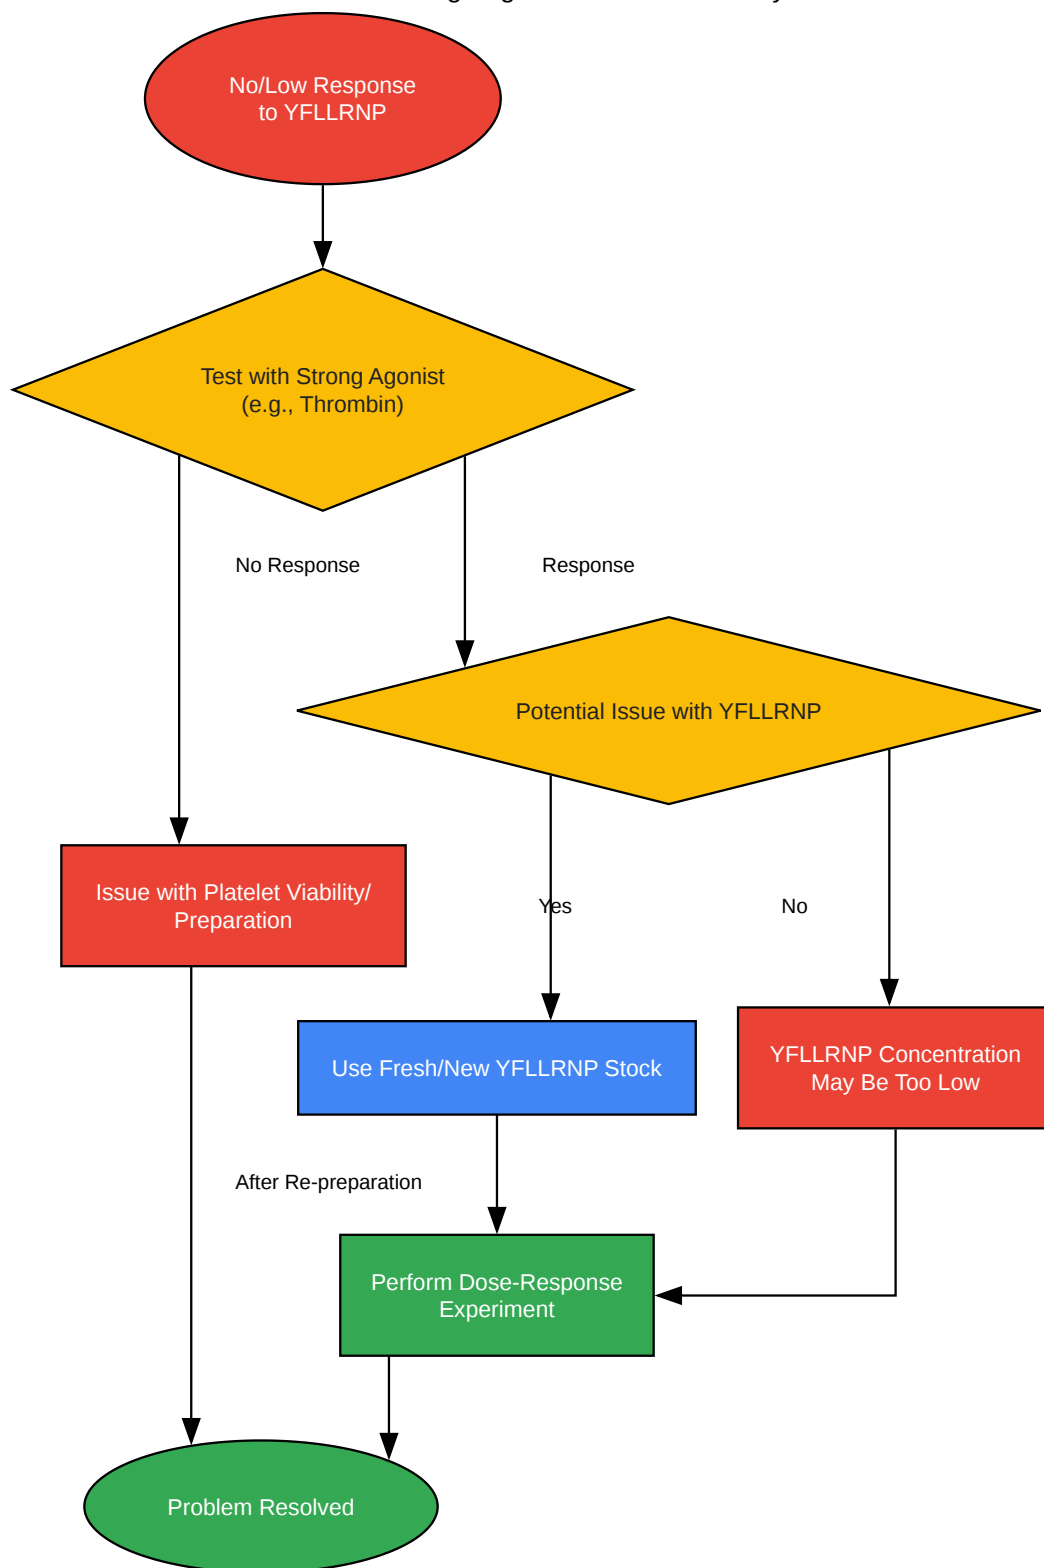 No/Low Response
to YFLLRNP
Test with Strong Agonist
(e.g., Thrombin)
No Response
Response
Potential Issue with YFLLRNP
Issue with Platelet Viability/
Preparation
Yes
No
Use Fresh/New YFLLRNP Stock
YFLLRNP Concentration
May Be Too Low
After Re-preparation
Perform Dose-Response
Experiment
Problem Resolved